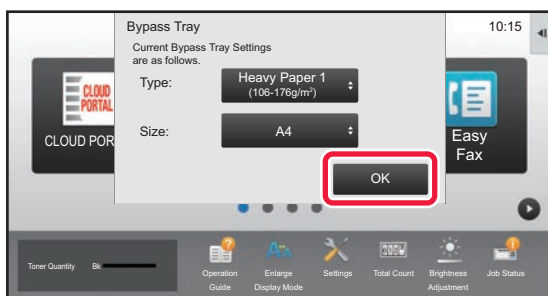 Bypass Tray
10:15
Current Bypass Tray Settings
are as follows.
Type:
Heavy Paper 1
(106-176g/m²)
Size:
A4
OK
CLOUD
PORTAL
CLOUD POR
Easy
Fax
Toner Quantity
Bk
Operation
Guide
Enlarge
Display Mode
Settings
Total Count
Brightness
Adjustment
Job Status